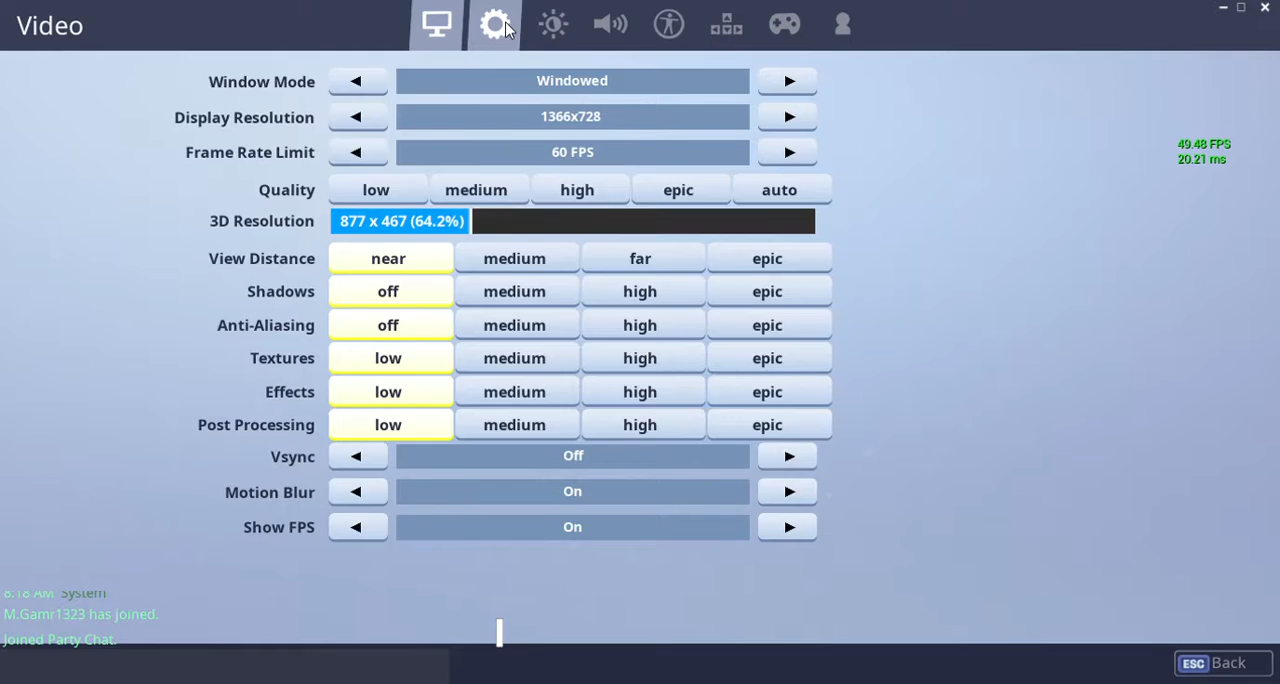 Video
Window Mode ◄ Windowed ►
Display Resolution ◄ 1366x728 ►
Frame Rate Limit ◄ 60 FPS ►
49.48 FPS
20.21 ms
Quality low medium high epic auto
3D Resolution 877 x 467 (64.2%)
View Distance near medium far epic
Shadows off medium high epic
Anti-Aliasing off medium high epic
Textures low medium high epic
Effects low medium high epic
Post Processing low medium high epic
Vsync ◄ Off ►
Motion Blur ◄ On ►
Show FPS ◄ On ►
8:18 AM System
M.Gamr1323 has joined.
Joined Party Chat.
ESC Back